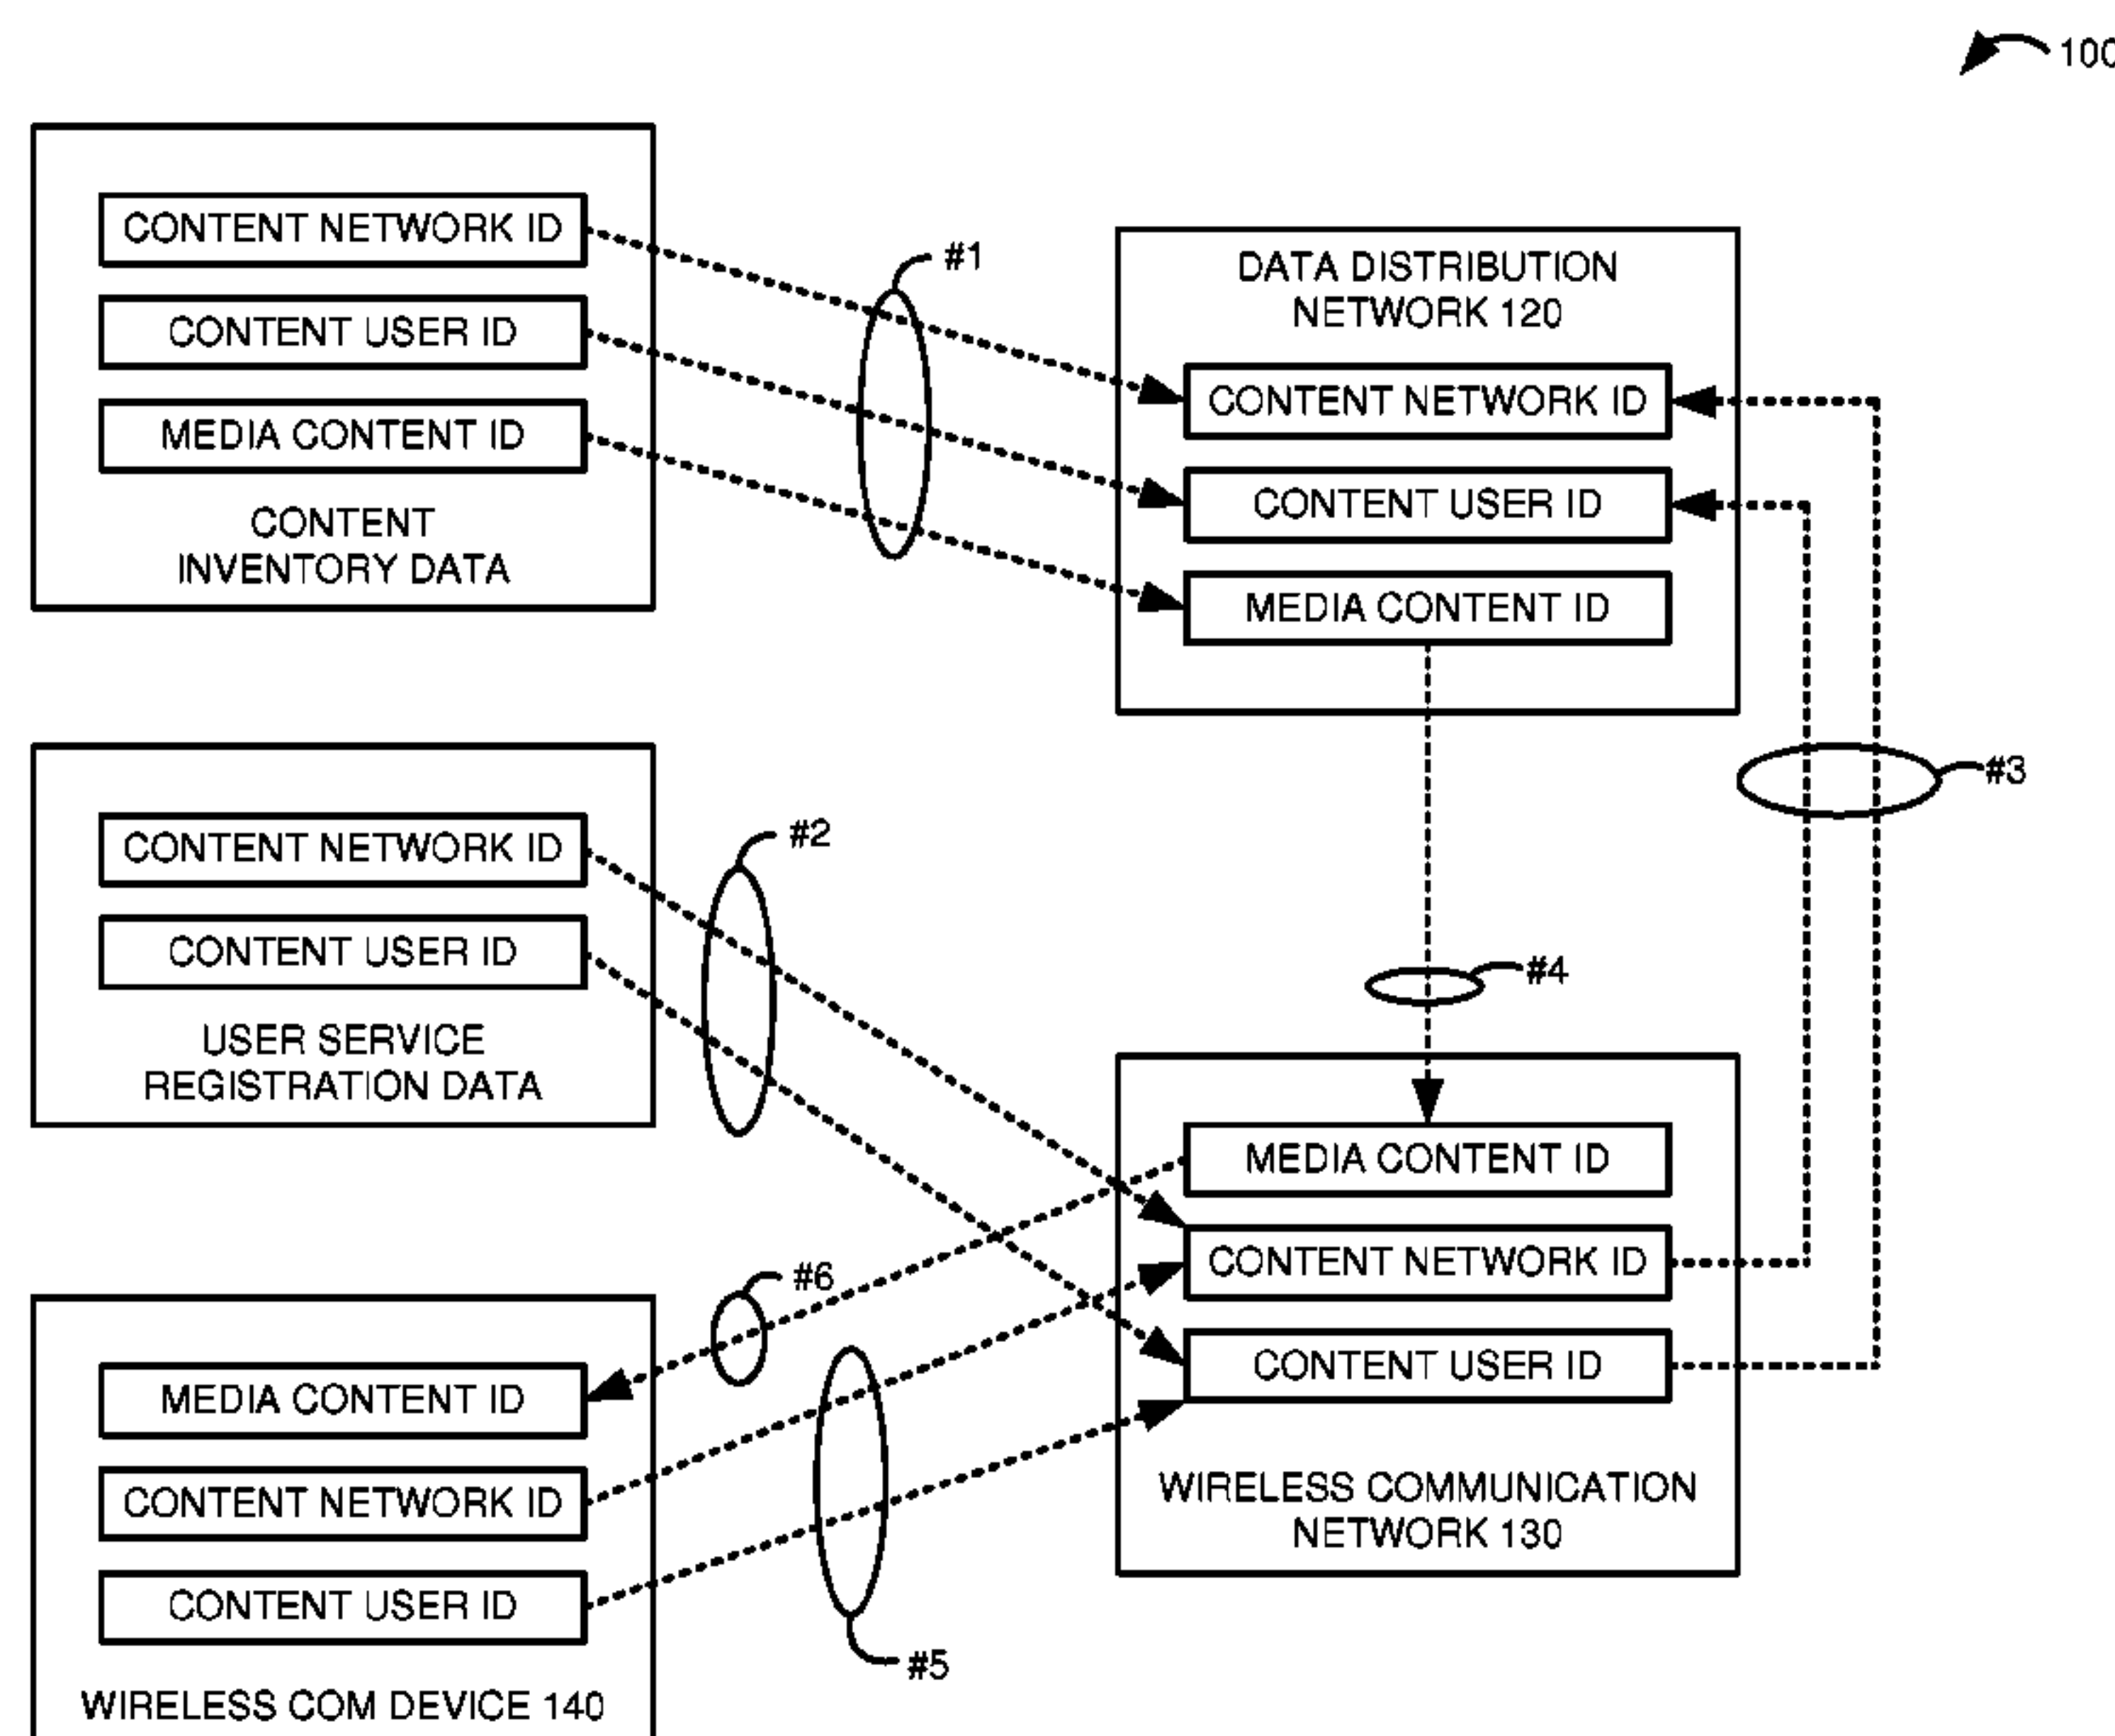 100
CONTENT NETWORK ID
CONTENT USER ID
MEDIA CONTENT ID
CONTENT
INVENTORY DATA
#1
DATA DISTRIBUTION
NETWORK 120
CONTENT NETWORK ID
CONTENT USER ID
MEDIA CONTENT ID
#3
CONTENT NETWORK ID
CONTENT USER ID
USER SERVICE
REGISTRATION DATA
#2
#4
MEDIA CONTENT ID
CONTENT NETWORK ID
CONTENT USER ID
WIRELESS COMMUNICATION
NETWORK 130
#6
MEDIA CONTENT ID
CONTENT NETWORK ID
CONTENT USER ID
WIRELESS COM DEVICE 140
#5